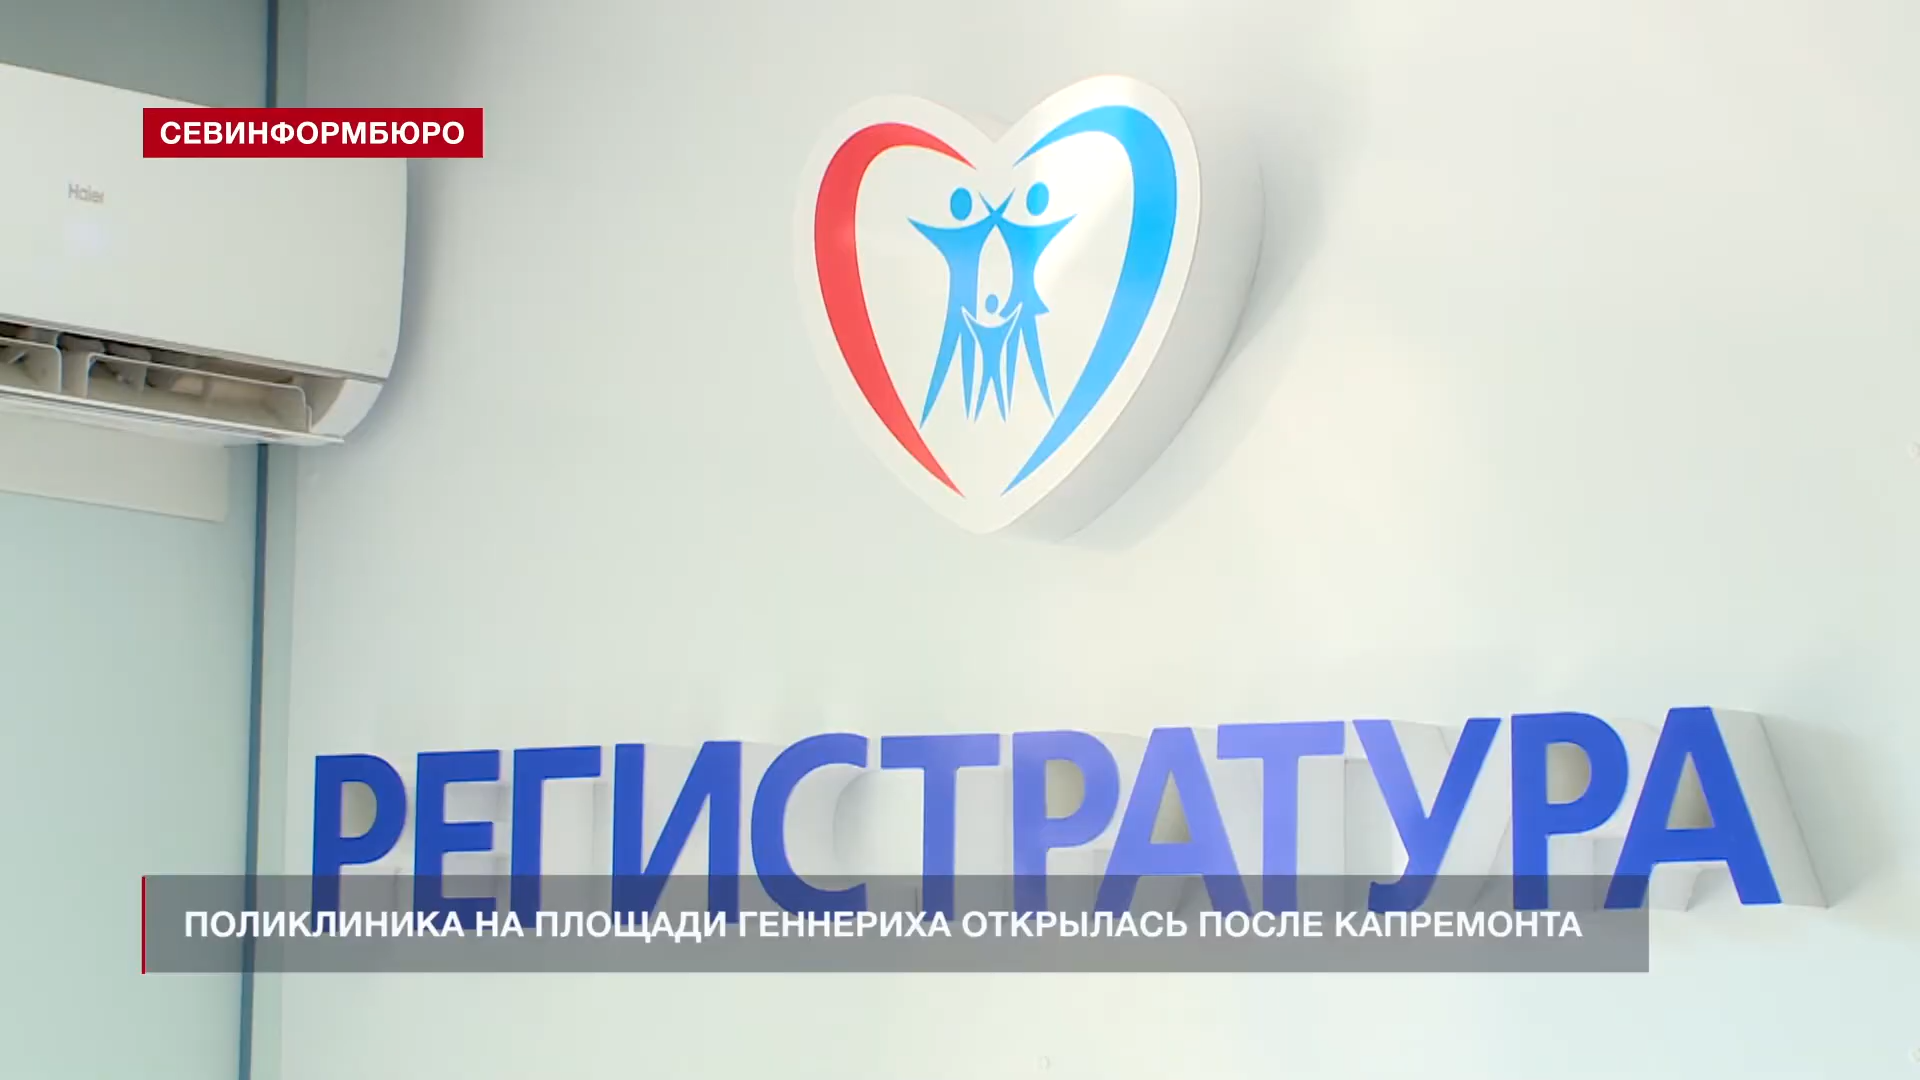 СЕВИНФОРМБЮРО
Haier
РЕГИСТРАТУРА
ПОЛИКЛИНИКА НА ПЛОЩАДИ ГЕННЕРИХА ОТКРЫЛАСЬ ПОСЛЕ КАПРЕМОНТА